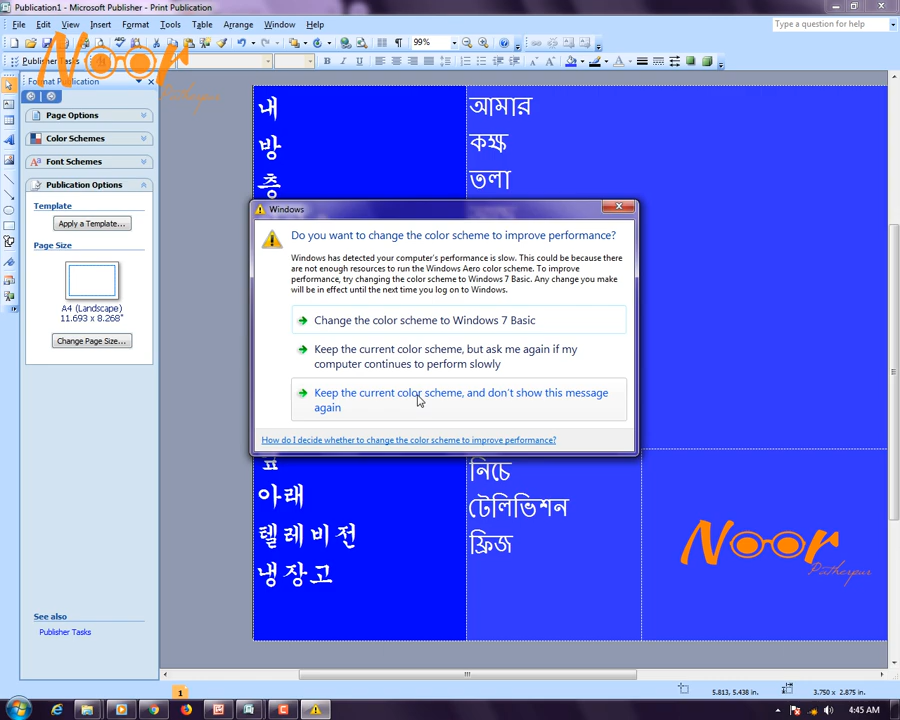 Publication1 - Microsoft Publisher - Print Publication
File Edit View Insert Format Tools Table Arrange Window Help
Type a question for help
99%
Publisher Tasks
Noor
Patherpur
Format Publication
Page Options
Color Schemes
Font Schemes
Publication Options
Template
Apply a Template...
Page Size
A4 (Landscape)
11.693 x 8.268"
Change Page Size...
See also
Publisher Tasks
내 আমার
방 কক্ষ
층 তলা
Windows
Do you want to change the color scheme to improve performance?
Windows has detected your computer's performance is slow. This could be because there
are not enough resources to run the Windows Aero color scheme. To improve
performance, try changing the color scheme to Windows 7 Basic. Any change you make
will be in effect until the next time you log on to Windows.
Change the color scheme to Windows 7 Basic
Keep the current color scheme, but ask me again if my
computer continues to perform slowly
Keep the current color scheme, and don't show this message
again
How do I decide whether to change the color scheme to improve performance?
아래 নিচে
텔레비전 টেলিভিশন
냉장고 ফ্রিজ
Noor
Patherpur
1
5.813, 5.438 in.
3.750 x 2.875 in.
4:45 AM